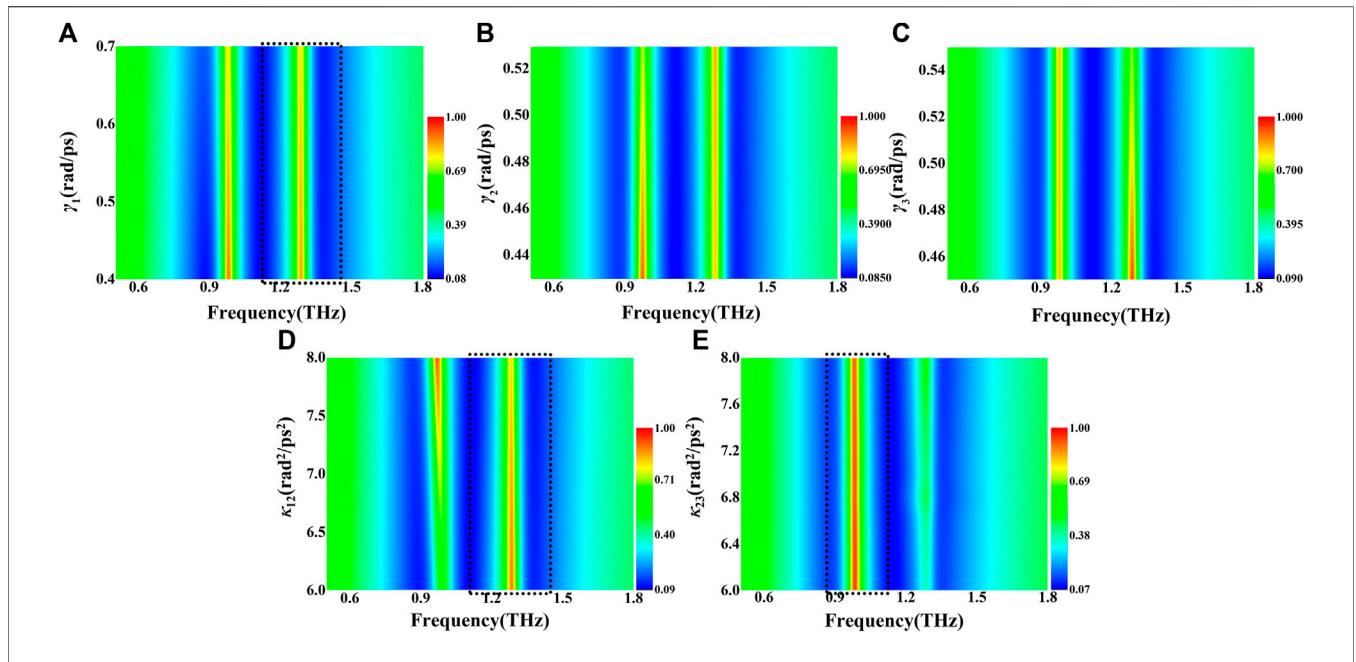 A
0.7
0.6
0.5
0.4
γ1(rad/ps)
0.6 0.9 1.2 1.5 1.8
Frequency(THz)
1.00
0.69
0.39
0.08
B
0.52
0.50
0.48
0.46
0.44
γ2(rad/ps)
0.6 0.9 1.2 1.5 1.8
Frequency(THz)
1.000
0.6950
0.3900
0.0850
C
0.54
0.52
0.50
0.48
0.46
γ3(rad/ps)
0.6 0.9 1.2 1.5 1.8
Frequnecy(THz)
1.000
0.700
0.395
0.090
D
8.0
7.5
7.0
6.5
6.0
κ12(rad²/ps²)
0.6 0.9 1.2 1.5 1.8
Frequency(THz)
1.00
0.71
0.40
0.09
E
8.0
7.6
7.2
6.8
6.4
6.0
κ23(rad²/ps²)
0.6 0.9 1.2 1.5 1.8
Frequency(THz)
1.00
0.69
0.38
0.07